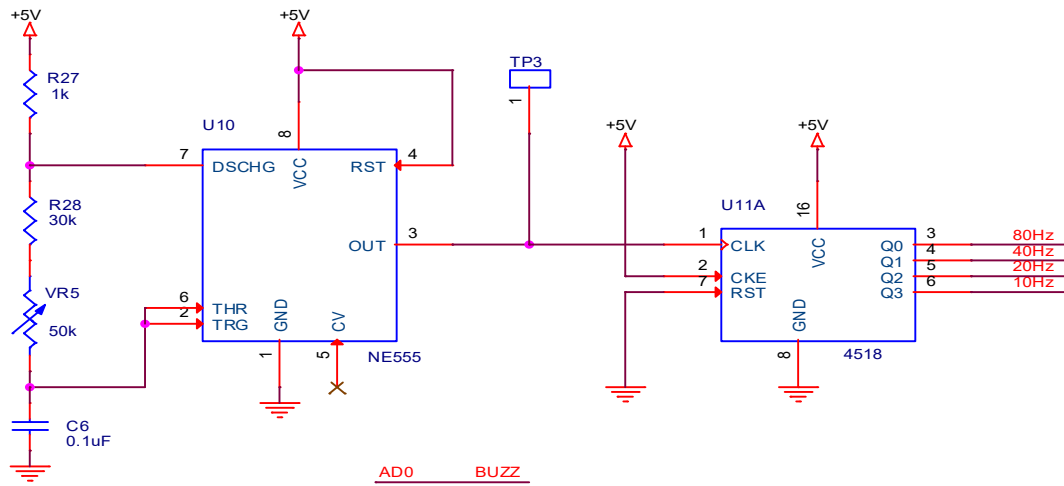 +5V
+5V
R27
1k
TP3
1
U10
8
7
DSCHG
VCC
RST
4
+5V
+5V
R28
30k
U11A
16
OUT
3
1
CLK
VCC
Q0
3
80Hz
Q1
4
40Hz
2
CKE
Q2
5
20Hz
7
RST
Q3
6
10Hz
VR5
50k
6
THR
2
TRG
GND
CV
GND
1
5
NE555
8
4518
C6
0.1uF
AD0 BUZZ